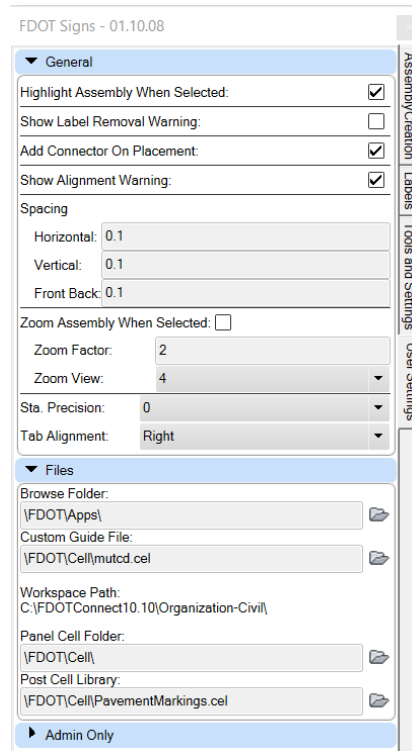 FDOT Signs - 01.10.08
General
Highlight Assembly When Selected:
Show Label Removal Warning:
Add Connector On Placement:
Show Alignment Warning:
Spacing
Horizontal: 0.1
Vertical: 0.1
Front Back: 0.1
Zoom Assembly When Selected:
Zoom Factor: 2
Zoom View: 4
Sta. Precision: 0
Tab Alignment: Right
Files
Browse Folder:
\FDOT\Apps\
Custom Guide File:
\FDOT\Cell\mutcd.cel
Workspace Path:
C:\FDOTConnect10.10\Organization-Civil\
Panel Cell Folder:
\FDOT\Cell\
Post Cell Library:
\FDOT\Cell\PavementMarkings.cel
Admin Only
AssemblyCreation
Labels
Tools and Settings
User Settings